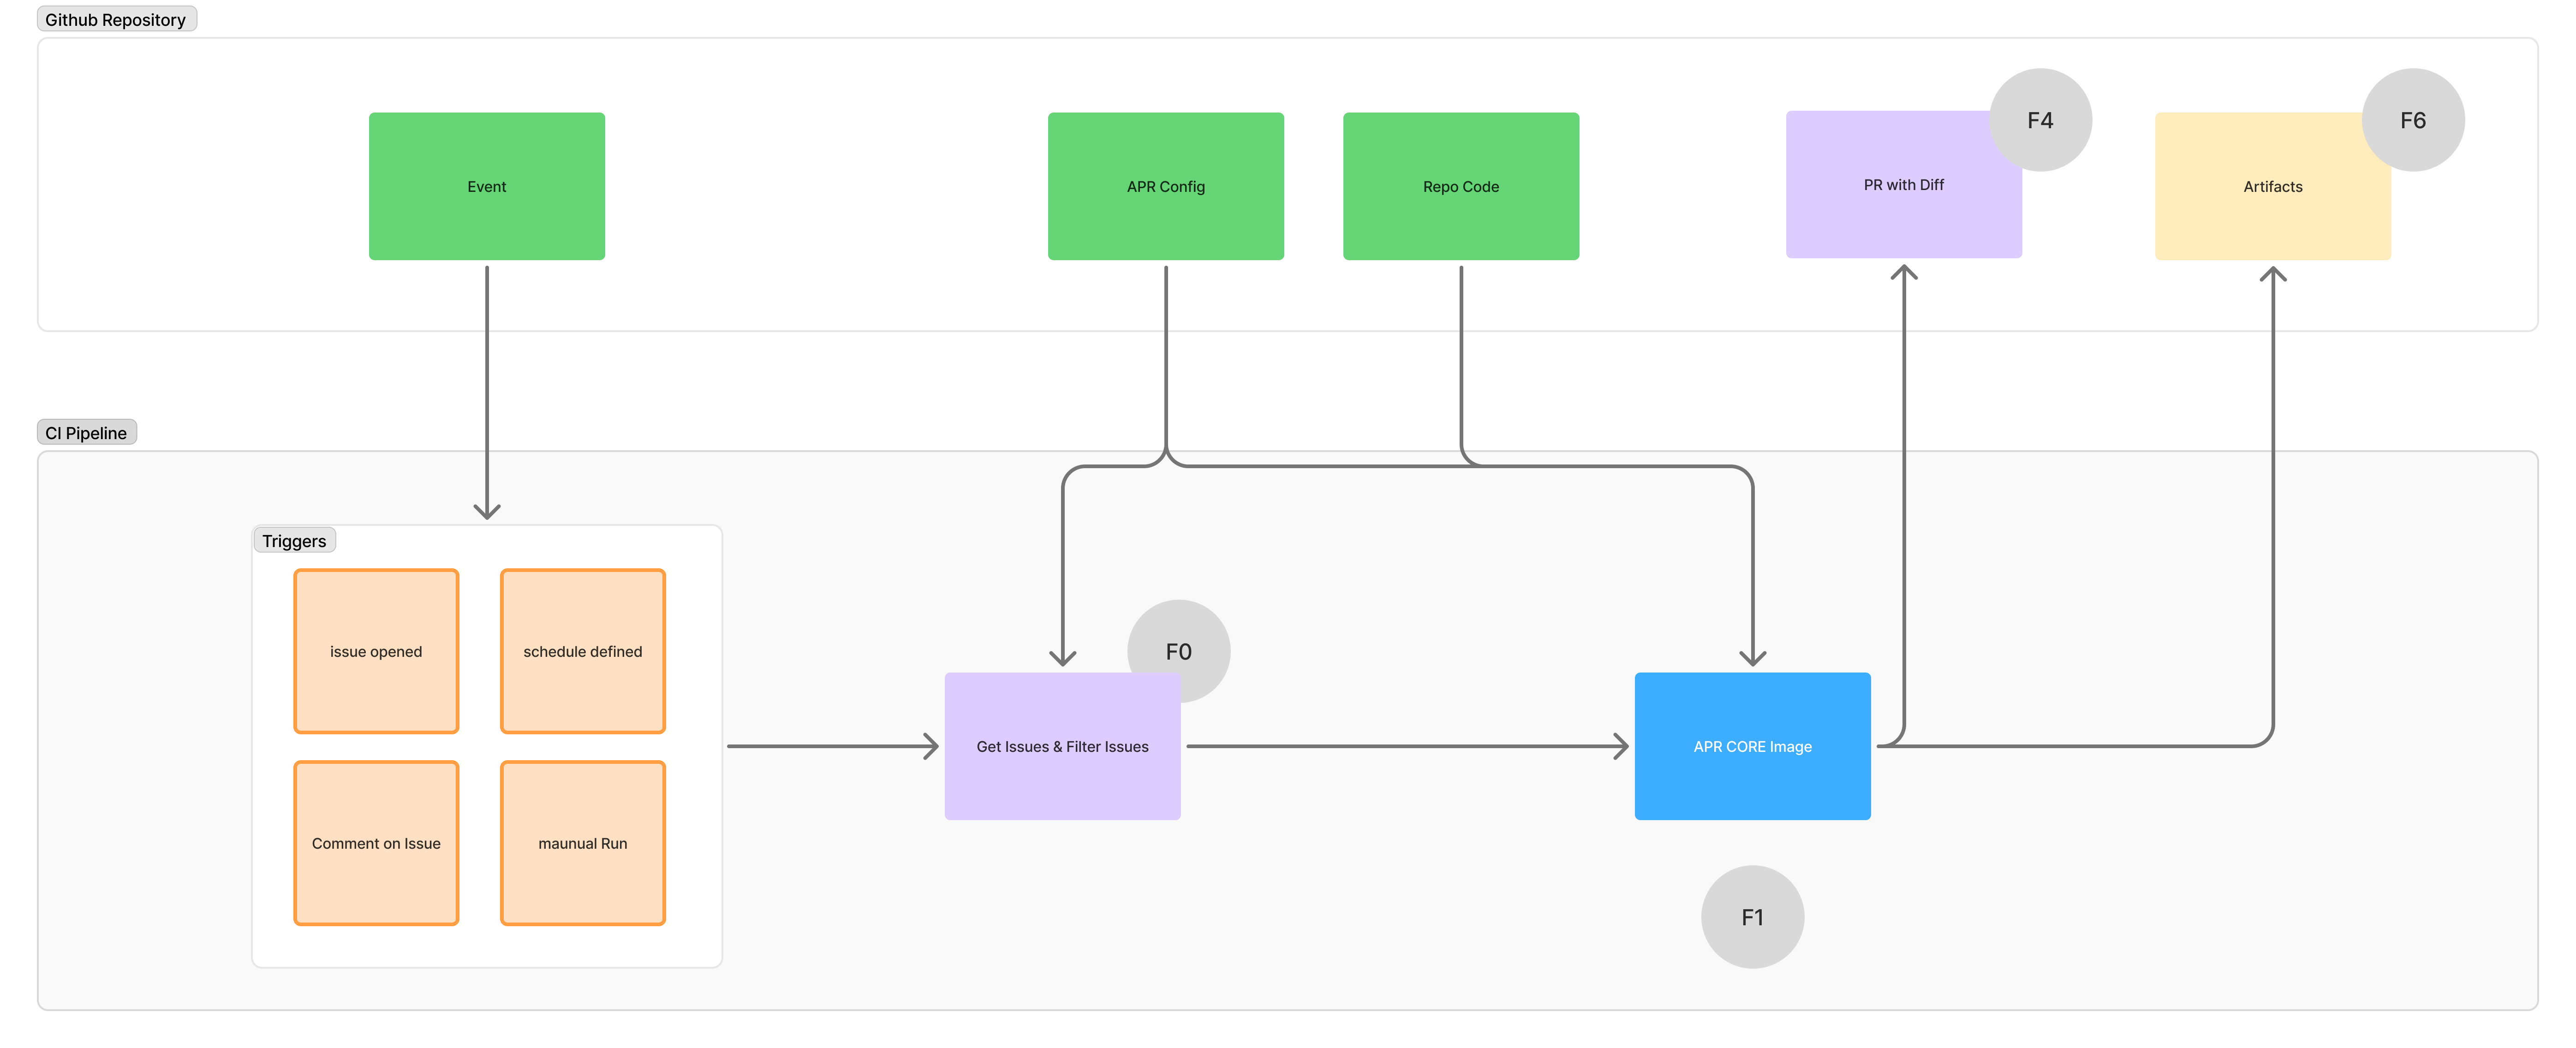 Github Repository
Event
APR Config
Repo Code
PR with Diff
F4
Artifacts
F6
CI Pipeline
Triggers
issue opened
schedule defined
Comment on Issue
maunual Run
F0
Get Issues & Filter Issues
APR CORE Image
F1